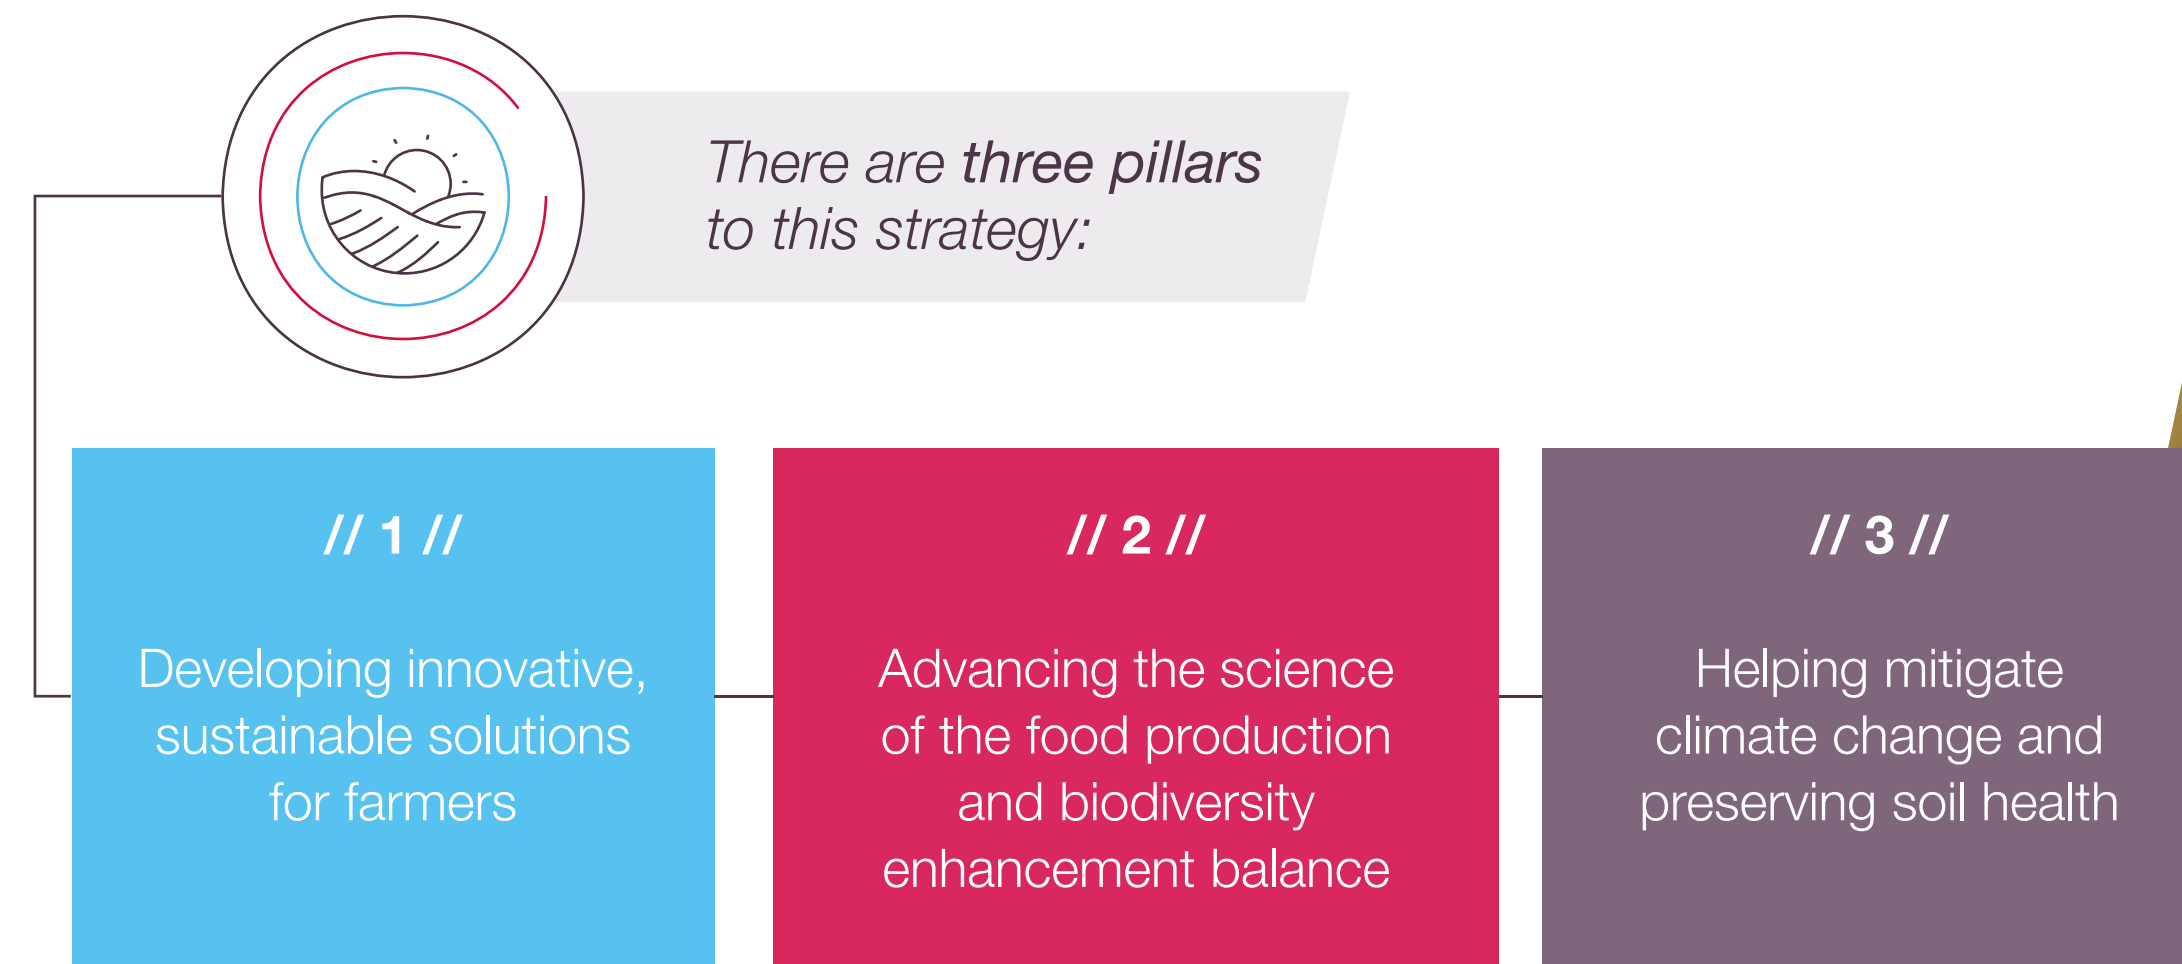 There are three pillars
to this strategy:
// 1 //
Developing innovative,
sustainable solutions
for farmers
// 2 //
Advancing the science
of the food production
and biodiversity
enhancement balance
// 3 //
Helping mitigate
climate change and
preserving soil health